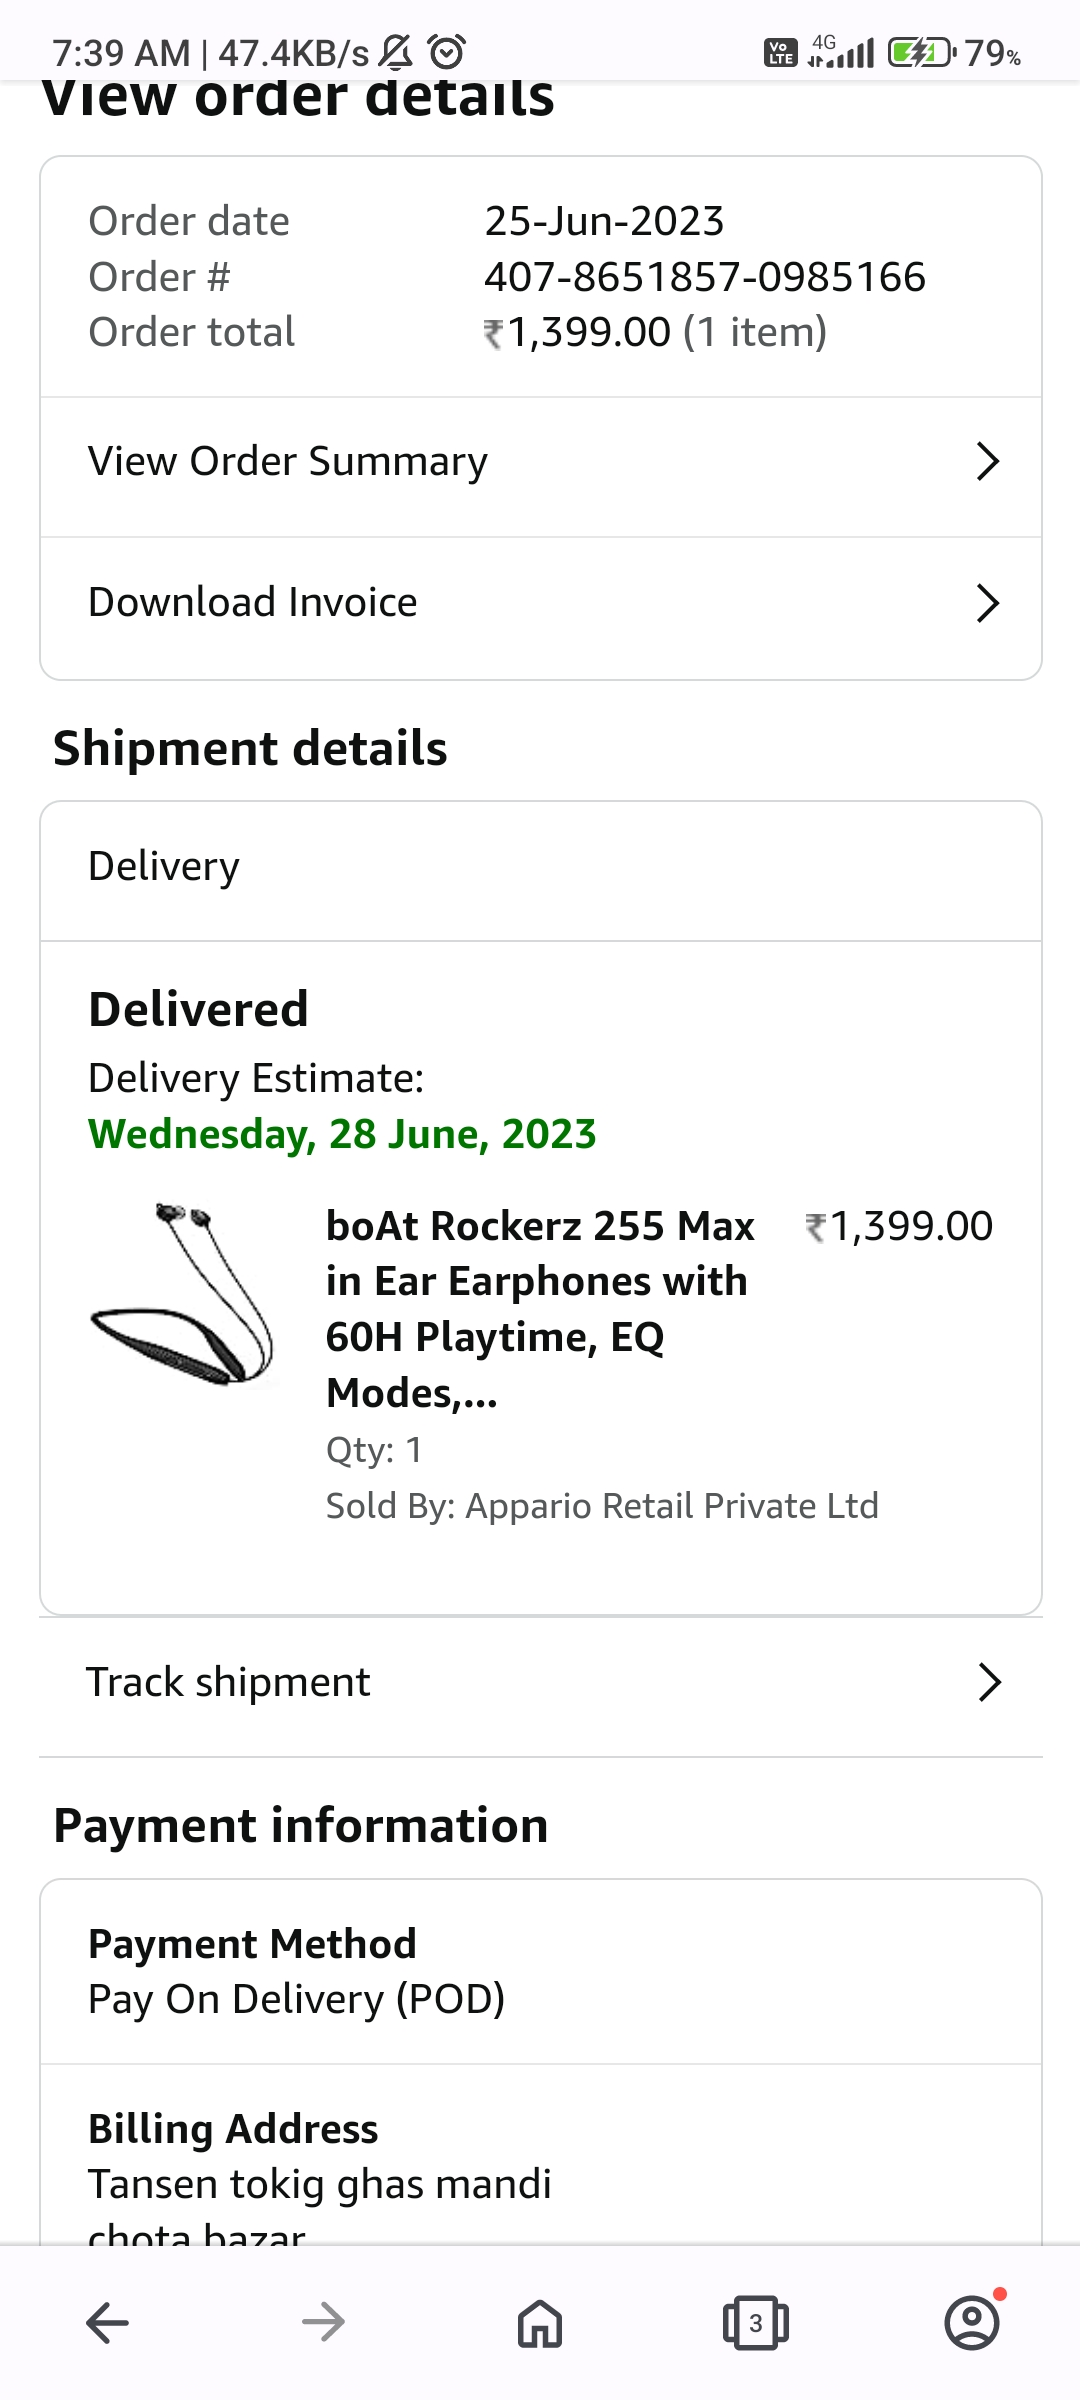 7:39 AM | 47.4KB/s Vo LTE 4G 79%
View order details
Order date 25-Jun-2023
Order # 407-8651857-0985166
Order total ₹1,399.00 (1 item)
View Order Summary
Download Invoice
Shipment details
Delivery
Delivered
Delivery Estimate:
Wednesday, 28 June, 2023
boAt Rockerz 255 Max ₹1,399.00
in Ear Earphones with
60H Playtime, EQ
Modes,...
Qty: 1
Sold By: Appario Retail Private Ltd
Track shipment
Payment information
Payment Method
Pay On Delivery (POD)
Billing Address
Tansen tokig ghas mandi
chota bazar
3